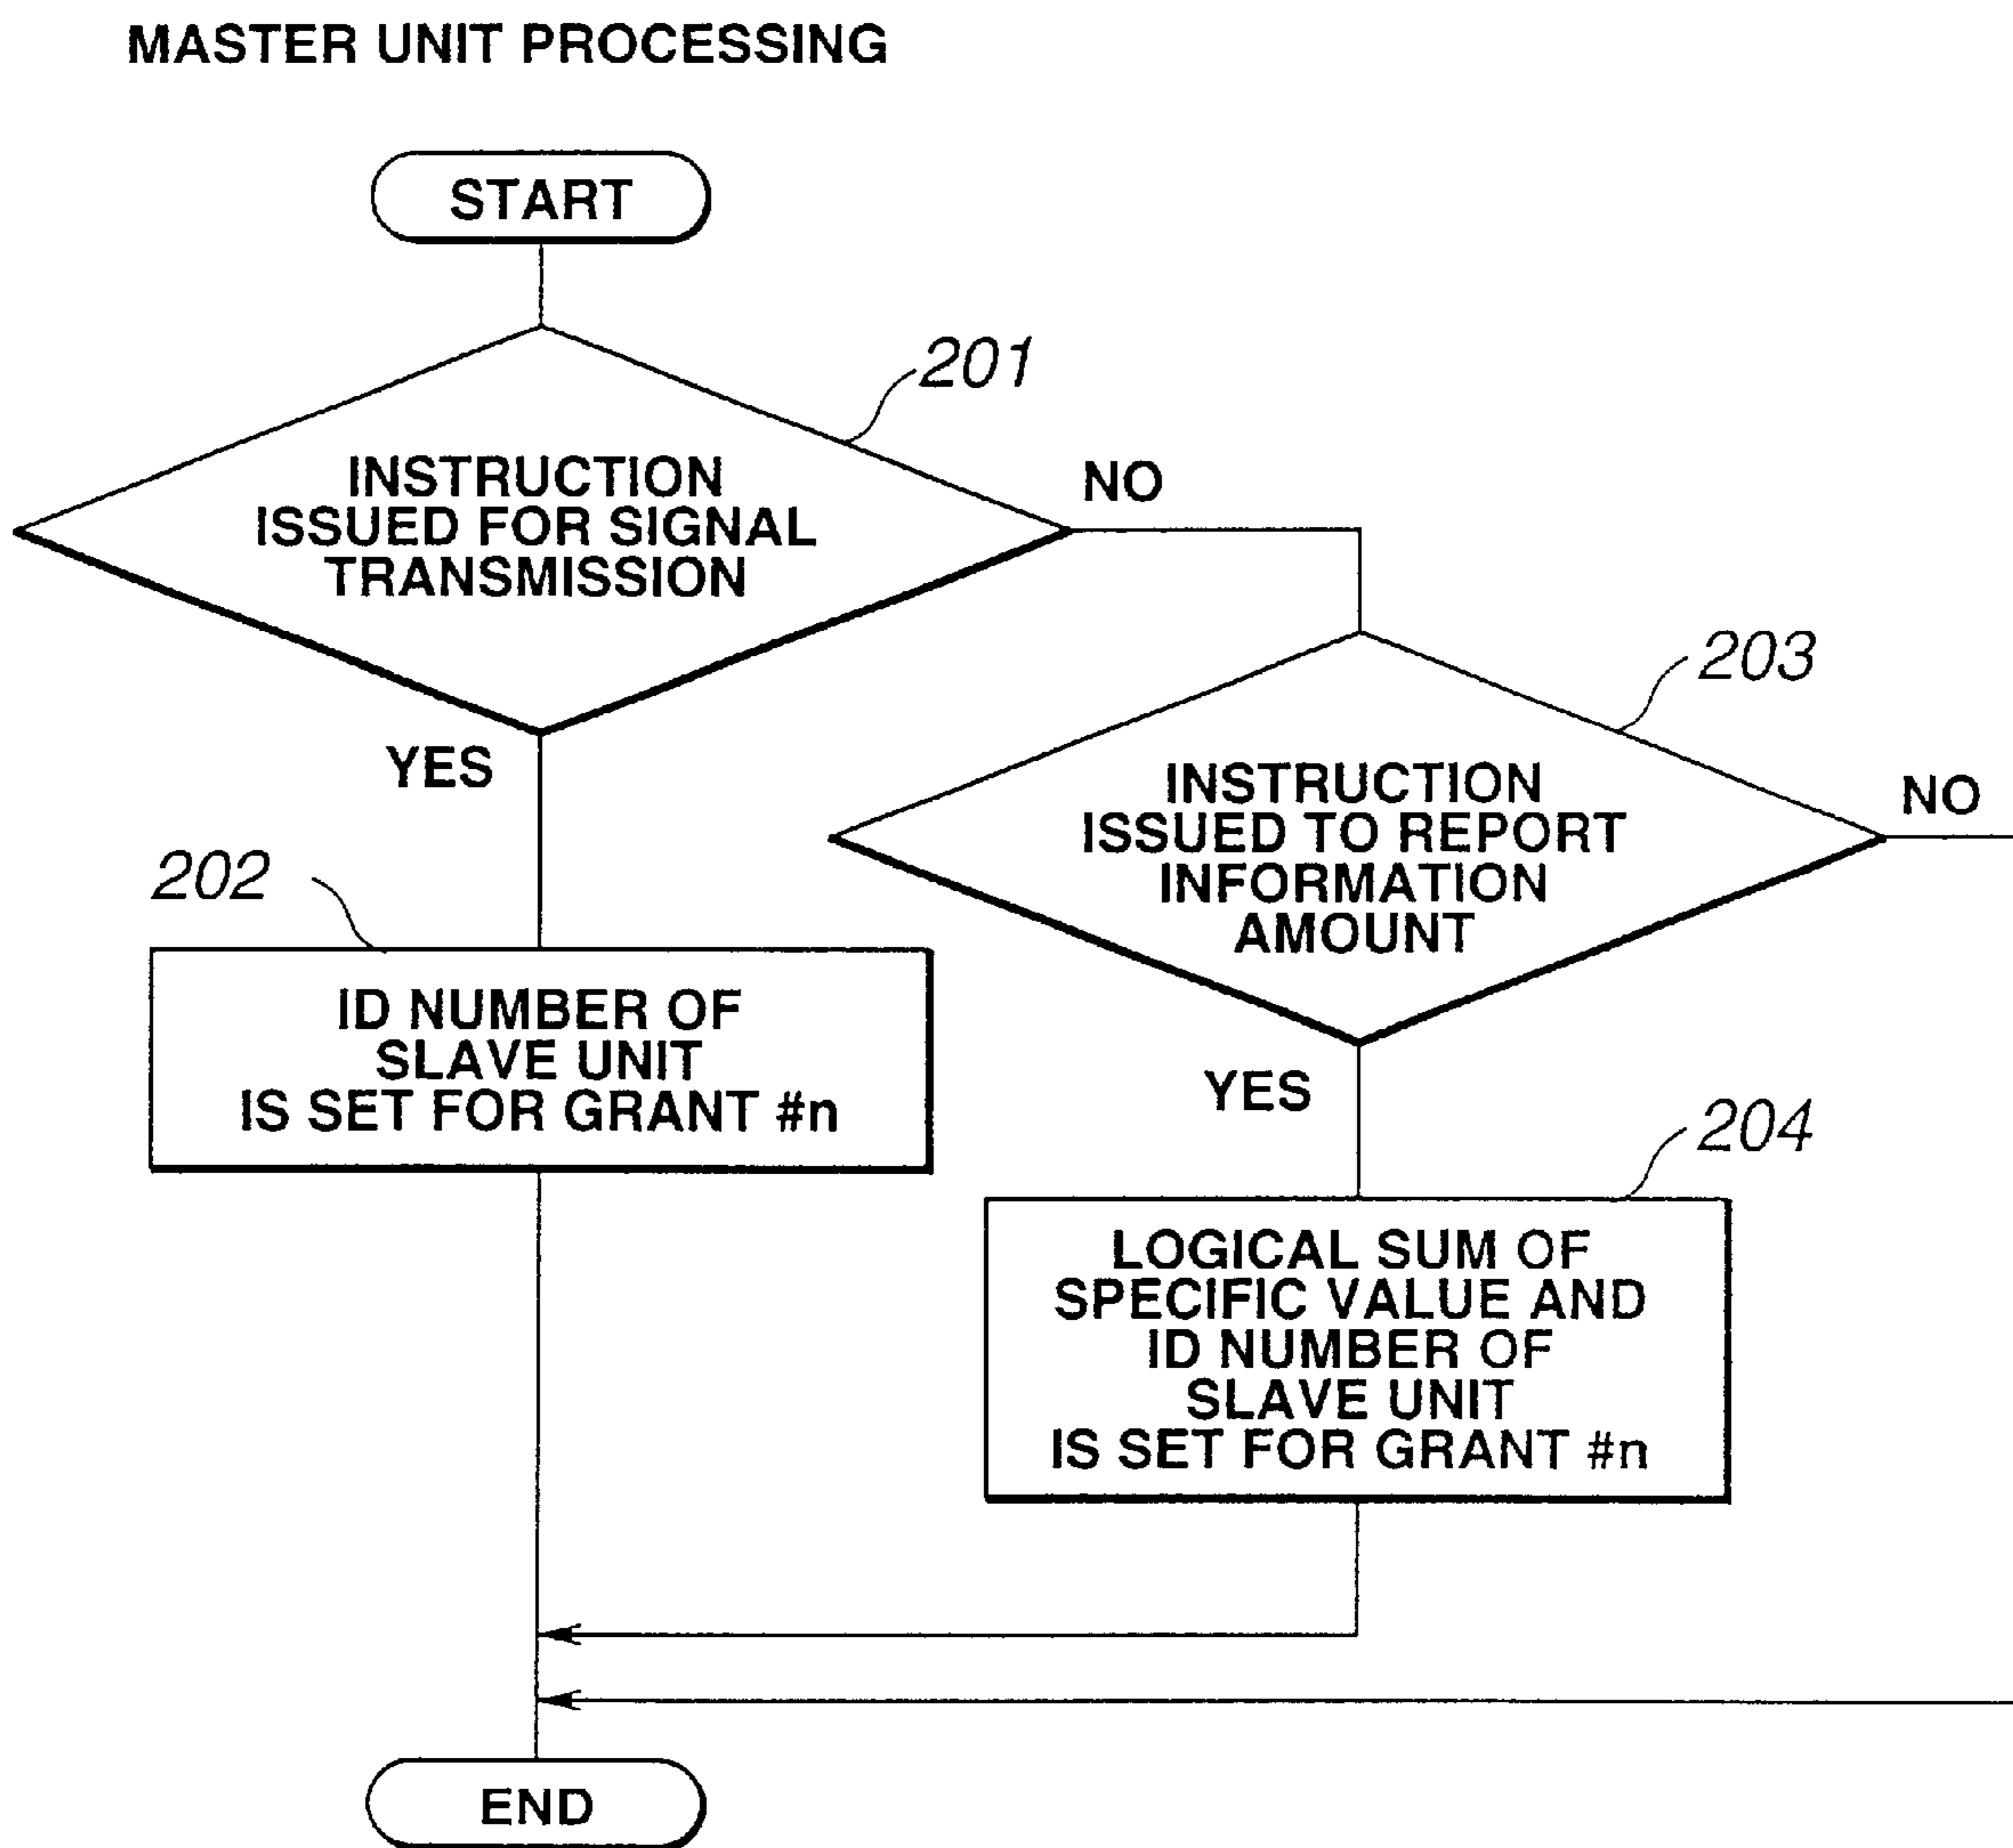 MASTER UNIT PROCESSING
START
201
INSTRUCTION
ISSUED FOR SIGNAL
TRANSMISSION
NO
YES
203
INSTRUCTION
ISSUED TO REPORT
INFORMATION
AMOUNT
NO
YES
202
ID NUMBER OF
SLAVE UNIT
IS SET FOR GRANT #n
204
LOGICAL SUM OF
SPECIFIC VALUE AND
ID NUMBER OF
SLAVE UNIT
IS SET FOR GRANT #n
END